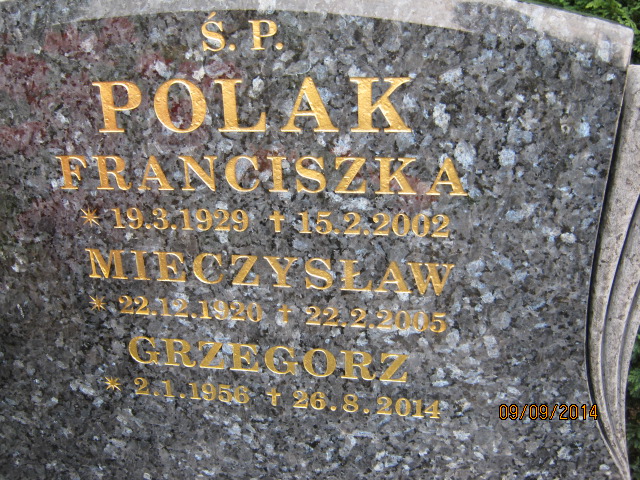 Ś. P.
POLAK
FRANCISZKA
* 19.3.1929 † 15.2.2002
MIECZYSŁAW
* 22.12.1920 † 22.2.2005
GRZEGORZ
* 2.1.1956 † 26.8.2014
09/09/2014